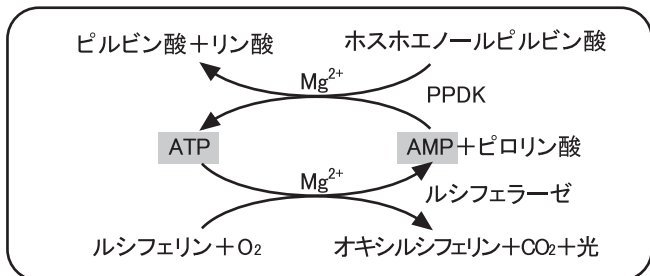 ピルビン酸＋リン酸 ホスホエノールピルビン酸
Mg2+
PPDK
ATP AMP＋ピロリン酸
Mg2+
ルシフェラーゼ
ルシフェリン＋O2 オキシルシフェリン＋CO2＋光